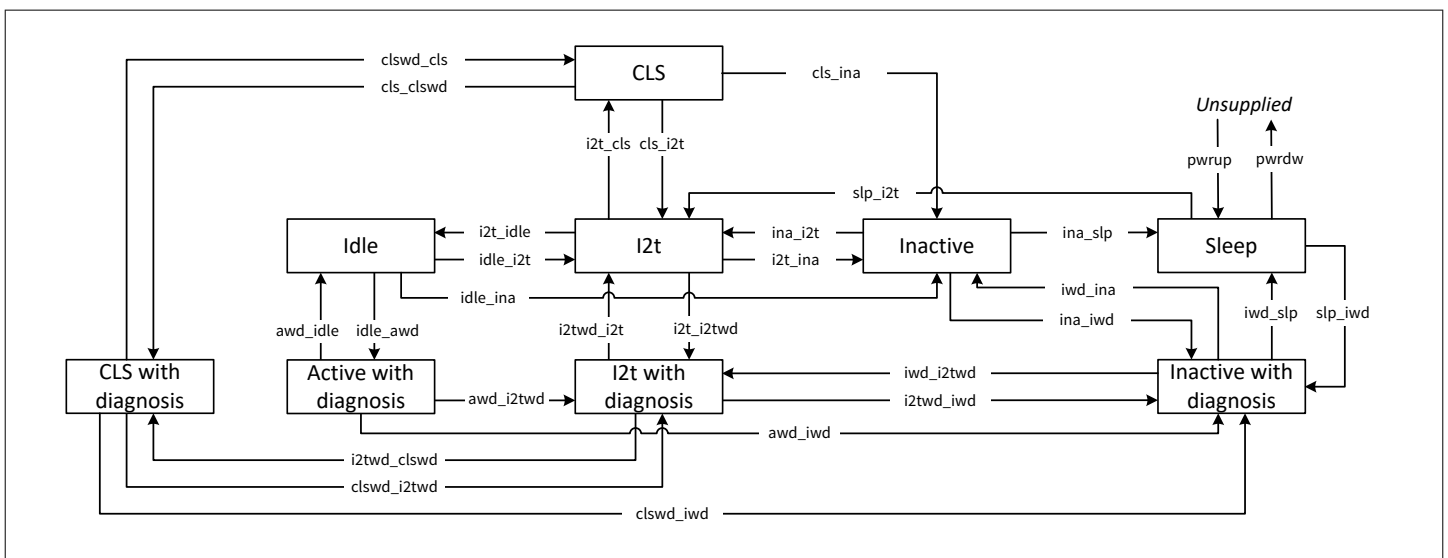 clswd_cls
CLS
cls_ina
cls_clswd
Unsupplied
i2t_cls
cls_i2t
pwrup
pwrdw
slp_i2t
Idle
i2t_idle
idle_i2t
I2t
ina_i2t
i2t_ina
Inactive
ina_slp
Sleep
idle_ina
iwd_ina
awd_idle
idle_awd
i2twd_i2t
i2t_i2twd
ina_iwd
iwd_slp
slp_iwd
CLS with
diagnosis
Active with
diagnosis
awd_i2twd
I2t with
diagnosis
iwd_i2twd
i2twd_iwd
Inactive with
diagnosis
awd_iwd
i2twd_clswd
clswd_i2twd
clswd_iwd